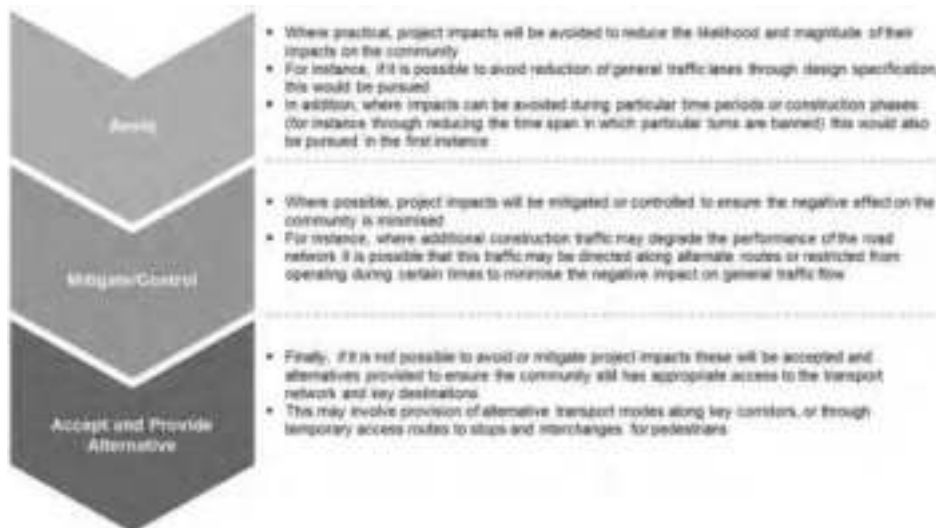 Avoid
• Where practical, project impacts will be avoided to reduce the likelihood and magnitude of their
impacts on the community
• For instance, if it is possible to avoid reduction of general traffic lanes through design specification,
this would be pursued
• In addition, where impacts can be avoided during particular time periods or construction phases
(for instance through reducing the time span in which particular turns are banned) this would also
be pursued in the first instance
Mitigate/Control
• Where possible, project impacts will be mitigated or controlled to ensure the negative effect on the
community is minimised
• For instance, where additional construction traffic may degrade the performance of the road
network it is possible that this traffic may be directed along alternate routes or restricted from
operating during certain times to minimise the negative impact on general traffic flow
Accept and Provide
Alternative
• Finally, if it is not possible to avoid or mitigate project impacts these will be accepted and
alternatives provided to ensure the community still has appropriate access to the transport
network and key destinations
• This may involve provision of alternative transport modes along key corridors, or through
temporary access routes to stops and interchanges for pedestrians